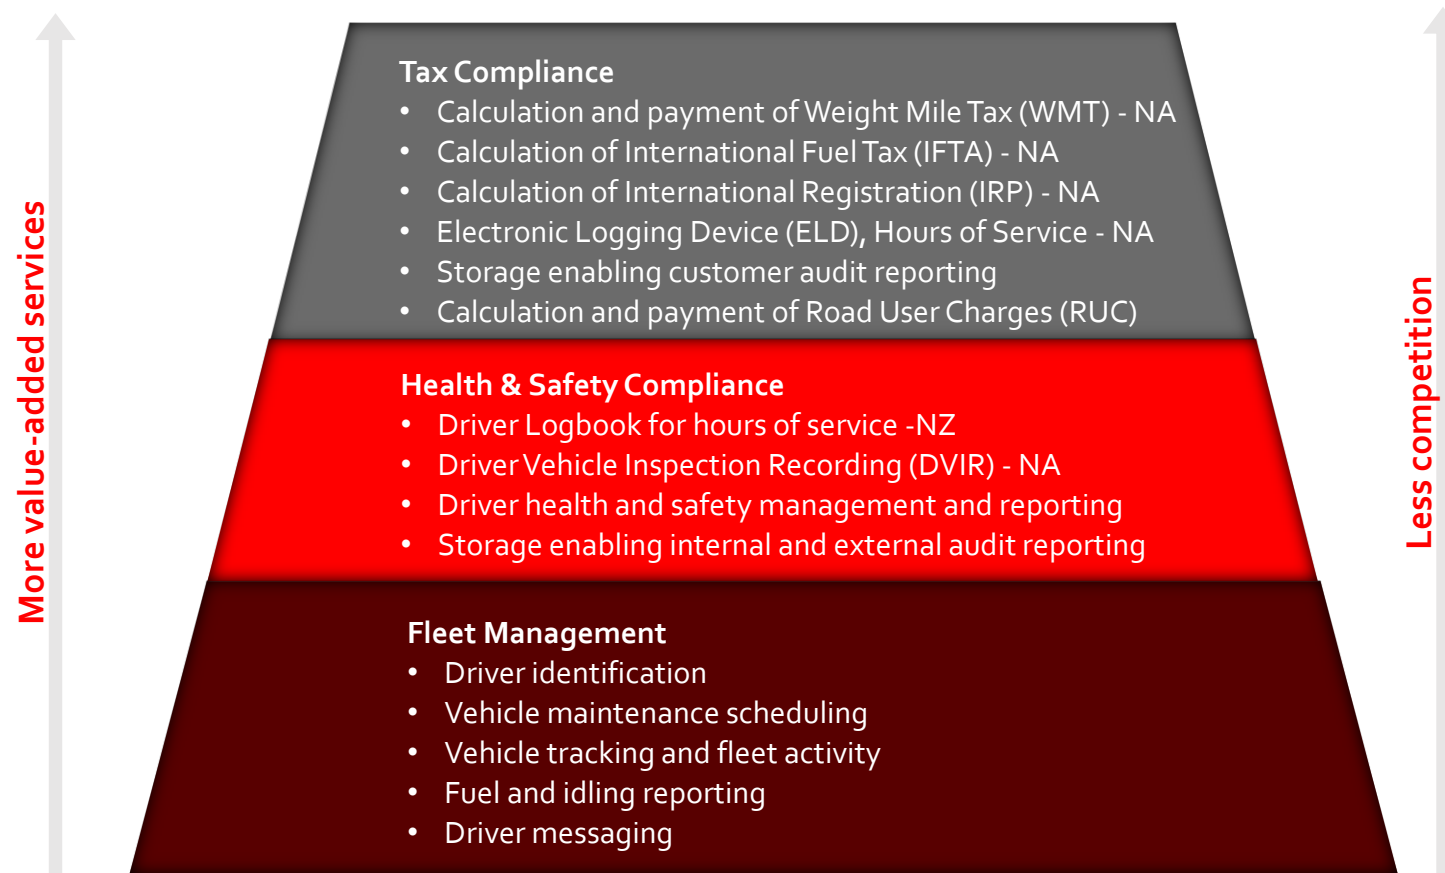 More value-added services
Tax Compliance
• Calculation and payment of Weight Mile Tax (WMT) - NA
• Calculation of International Fuel Tax (IFTA) - NA
• Calculation of International Registration (IRP) - NA
• Electronic Logging Device (ELD), Hours of Service - NA
• Storage enabling customer audit reporting
• Calculation and payment of Road User Charges (RUC)
Health & Safety Compliance
• Driver Logbook for hours of service -NZ
• Driver Vehicle Inspection Recording (DVIR) - NA
• Driver health and safety management and reporting
• Storage enabling internal and external audit reporting
Fleet Management
• Driver identification
• Vehicle maintenance scheduling
• Vehicle tracking and fleet activity
• Fuel and idling reporting
• Driver messaging
Less competition